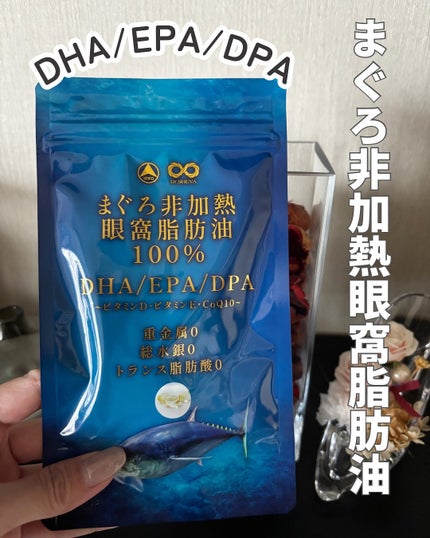 DHA/EPA/DPA
まぐろ非加熱眼窩脂肪油
まぐろ非加熱
眼窩脂肪油
100%
DHA/EPA/DPA
~ビタミンD・ビタミンE・CoQ10~
重金属0
総水銀0
トランス脂肪酸0